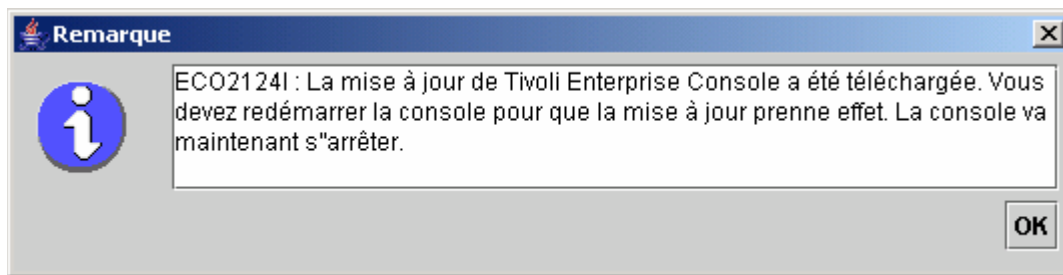 Remarque
ECO2124I : La mise à jour de Tivoli Enterprise Console a été téléchargée. Vous
devez redémarrer la console pour que la mise à jour prenne effet. La console va
maintenant s"arrêter.
OK